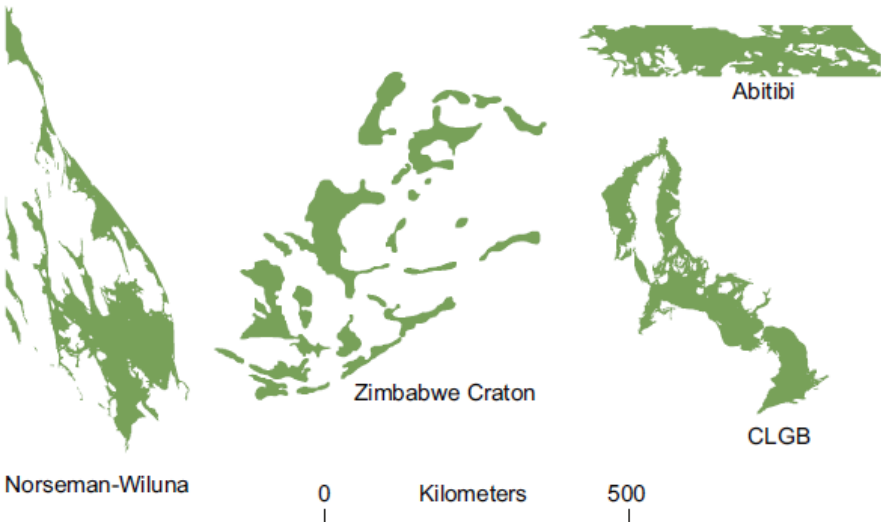 Abitibi
Zimbabwe Craton
CLGB
Norseman-Wiluna
0 Kilometers 500